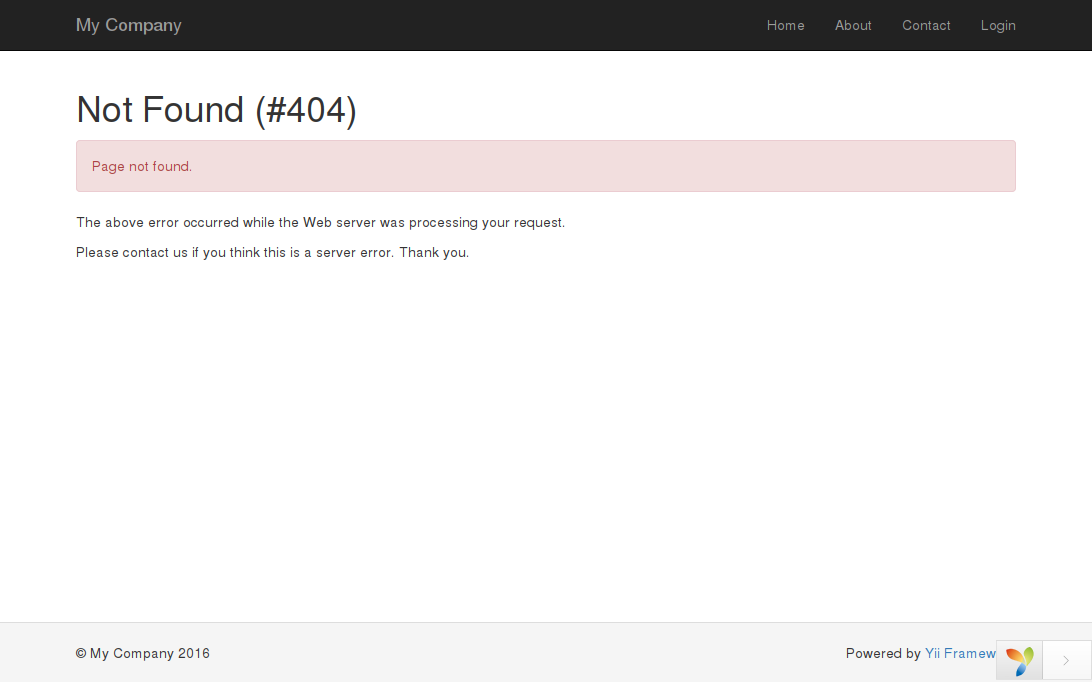 My Company
Home About Contact Login
Not Found (#404)
Page not found.
The above error occurred while the Web server was processing your request.
Please contact us if you think this is a server error. Thank you.
© My Company 2016
Powered by Yii Framew